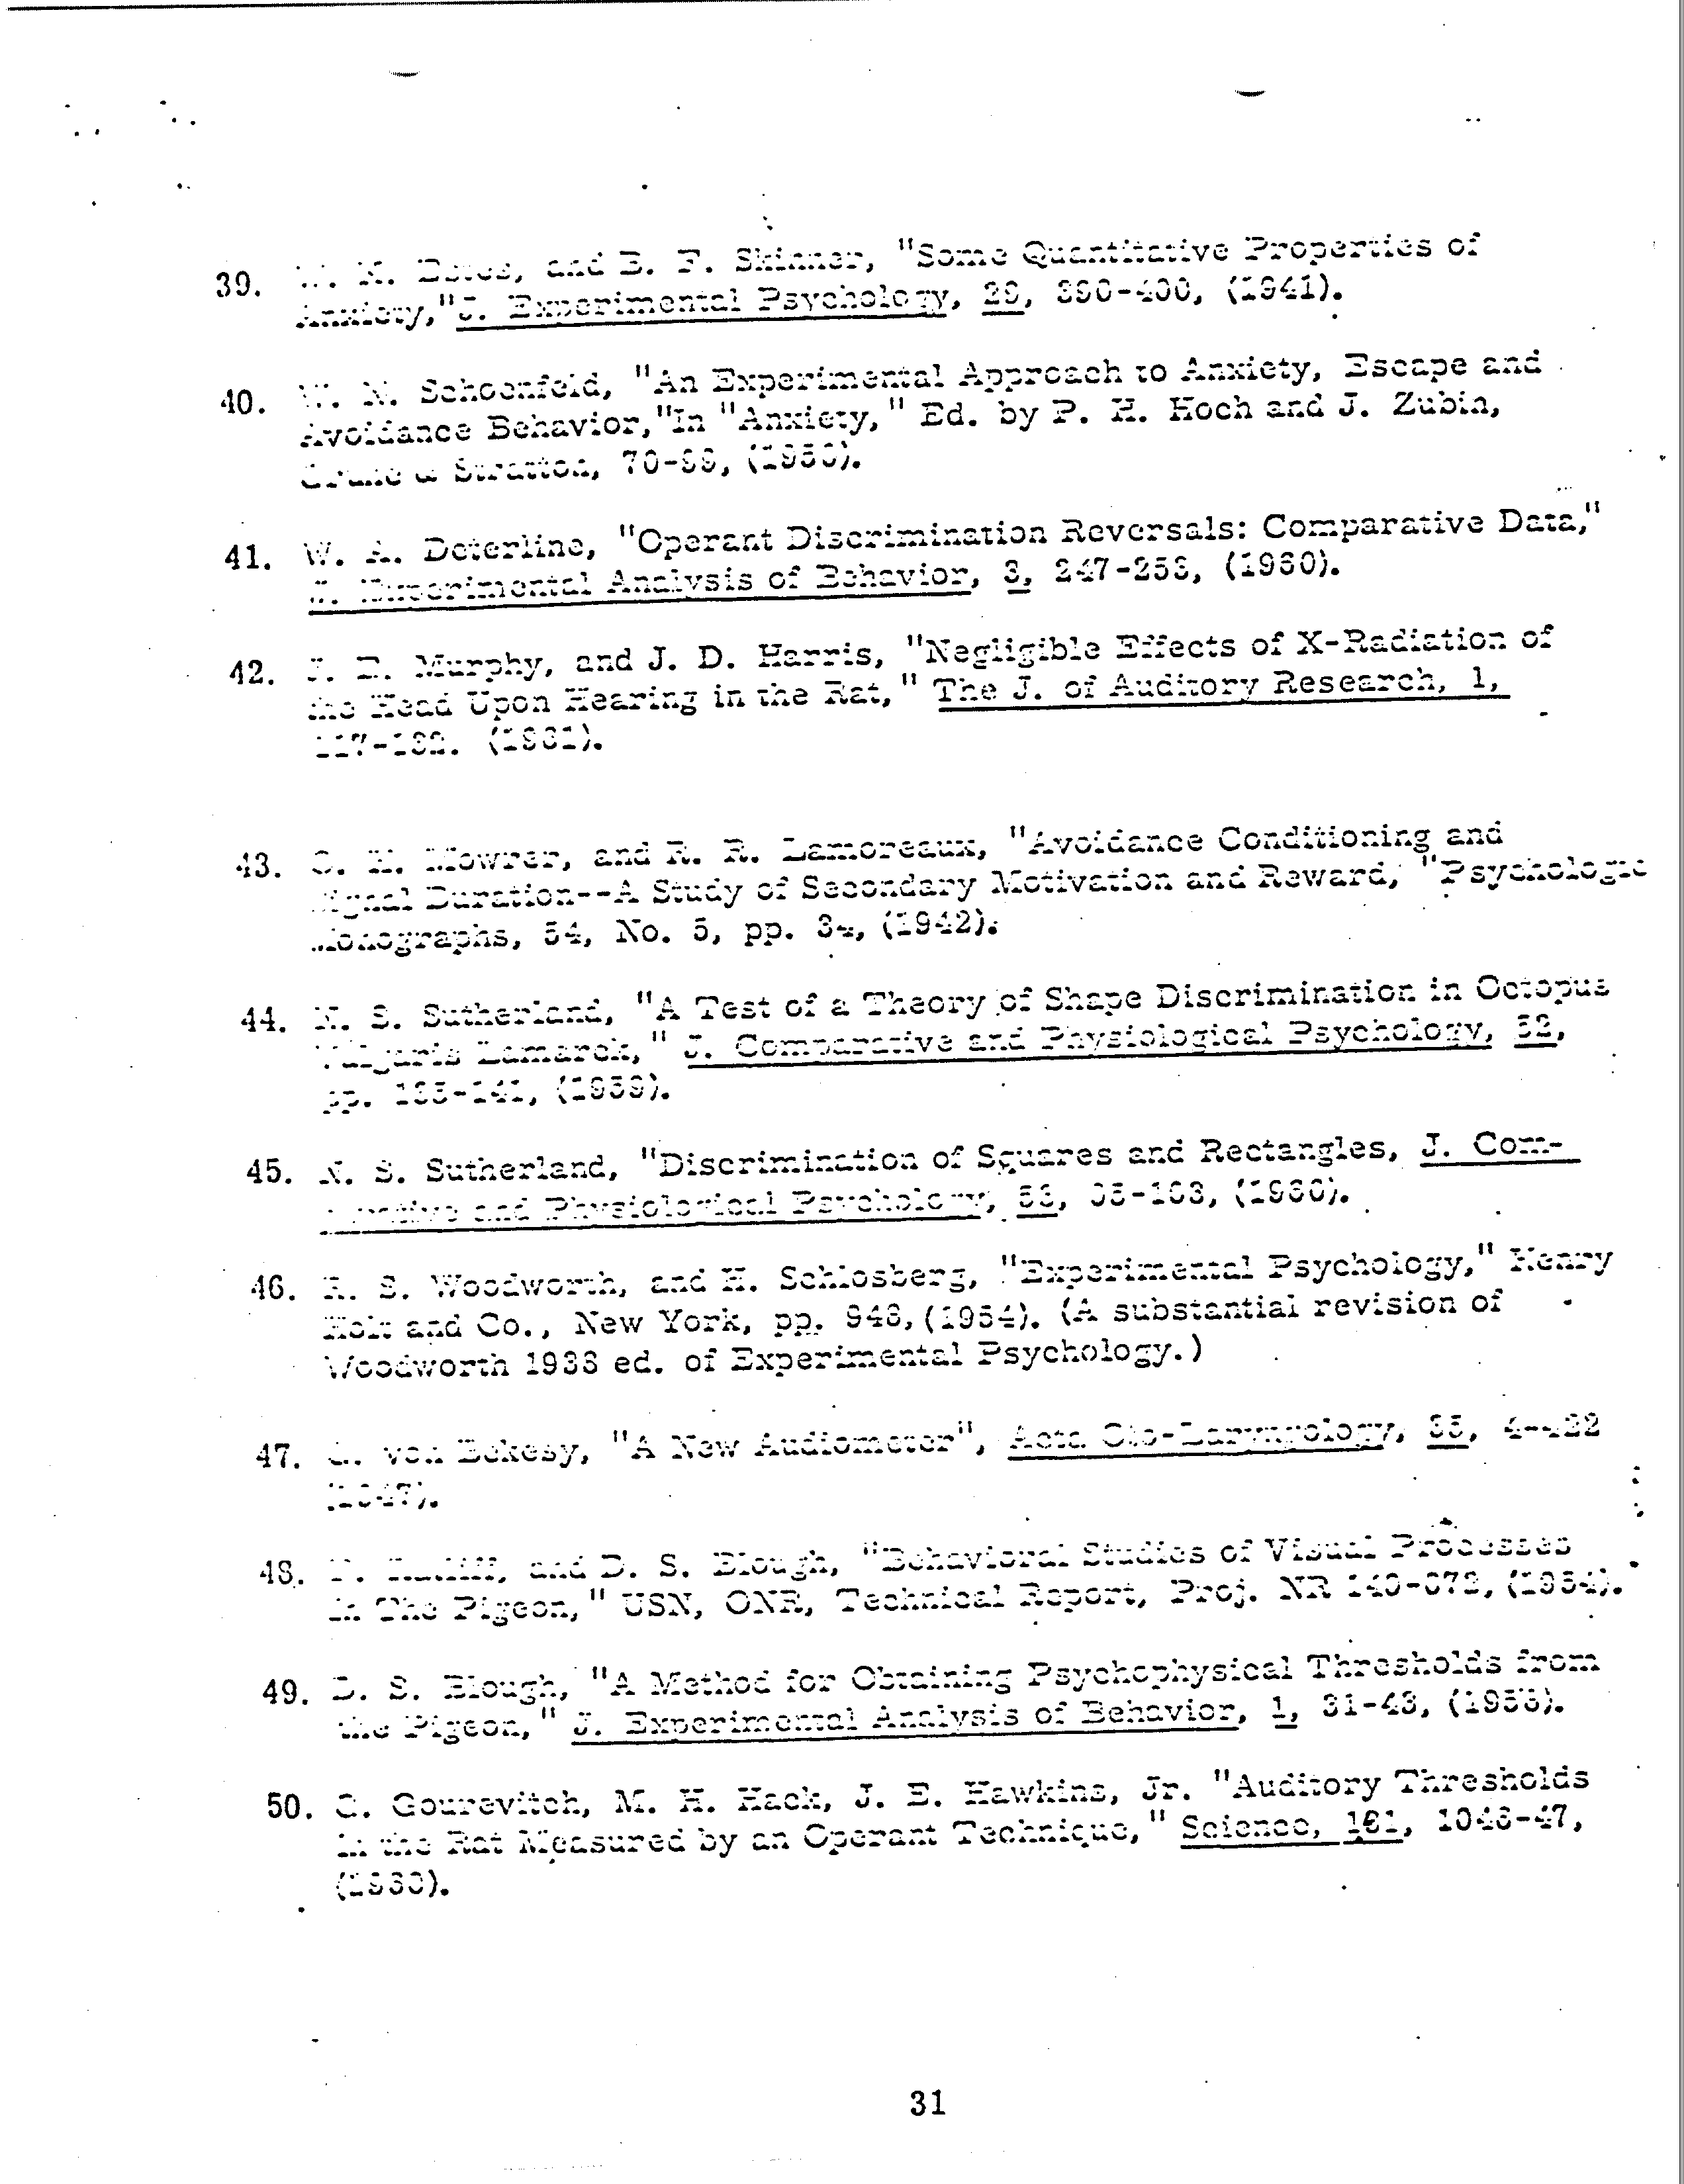 39. W. K. Estes, and B. F. Skinner, "Some Quantitative Properties of
Anxiety," J. Experimental Psychology, 29, 390-400, (1941).
40. W. N. Schoenfeld, "An Experimental Approach to Anxiety, Escape and
Avoidance Behavior,"In "Anxiety, " Ed. by P. H. Hoch and J. Zubin,
Grune & Stratton, 70-99, (1950).
41. W. A. Deterline, "Operant Discrimination Reversals: Comparative Data,"
J. Experimental Analysis of Behavior, 3, 247-253, (1960).
42. Murphy, and J. D. Harris, "Negligible Effects of X-Radiation of
the Head Upon Hearing in the Rat, " The J. of Auditory Research, 1,
(1961).
43. O. H. Mowrer, and R. R. Lamoreaux, "Avoidance Conditioning and
Signal Duration--A Study of Secondary Motivation and Reward, "Psychologic
Monographs, 54, No. 5, pp. 34, (1942).
44. N. S. Sutherland, "A Test of a Theory of Shape Discrimination in Octopus
Vulgaris Lamarck, " J. Comparative and Physiological Psychology, 52,
pp. 135-141, (1959).
45. N. S. Sutherland, "Discrimination of Squares and Rectangles, J. Com-
parative and Physiological Psychology, 53, 95-103, (1960).
46. R. S. Woodworth, and H. Schlosberg, "Experimental Psychology," Henry
Holt and Co., New York, pp. 948, (1954). (A substantial revision of
Woodworth 1938 ed. of Experimental Psychology.)
47. G. von Bekesy, "A New Audiometer", Acta Oto-Laryngology, 35,
(1947).
48. F. Ratliff, and D. S. Blough, "Behavioral Studies of Visual Processes
in The Pigeon, " USN, ONR, Technical Report, Proj. NR 140-072, (1954).
49. D. S. Blough, "A Method for Obtaining Psychophysical Thresholds from
the Pigeon, " J. Experimental Analysis of Behavior, 1, 31-43, (1958).
50. G. Gourevitch, M. H. Hack, J. E. Hawkins, Jr. "Auditory Thresholds
in the Rat Measured by an Operant Technique, " Science, 131, 1046-47,
(1960).
31